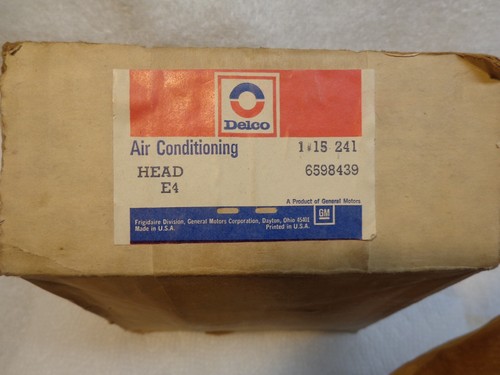 Delco
Air Conditioning 1-15 241
HEAD 6598439
E4
A Product of General Motors
Frigidaire Division, General Motors Corporation, Dayton, Ohio 45401
Made in U.S.A. Printed in U.S.A.
GM